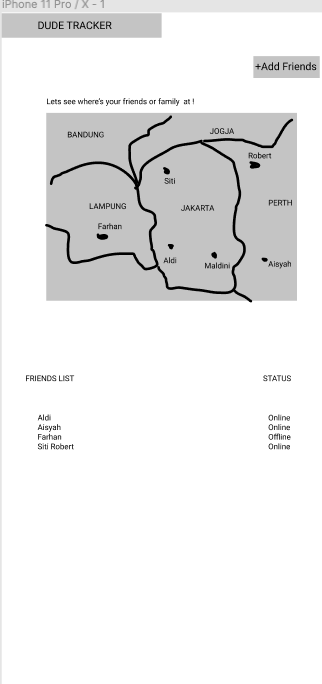 iPhone 11 Pro / X - 1
DUDE TRACKER
+Add Friends
Lets see where's your friends or family at !
BANDUNG
JOGJA
Robert
Siti
LAMPUNG
JAKARTA
PERTH
Farhan
Aldi
Maldini
Aisyah
FRIENDS LIST STATUS
Aldi Online
Aisyah Online
Farhan Offline
Siti Robert Online